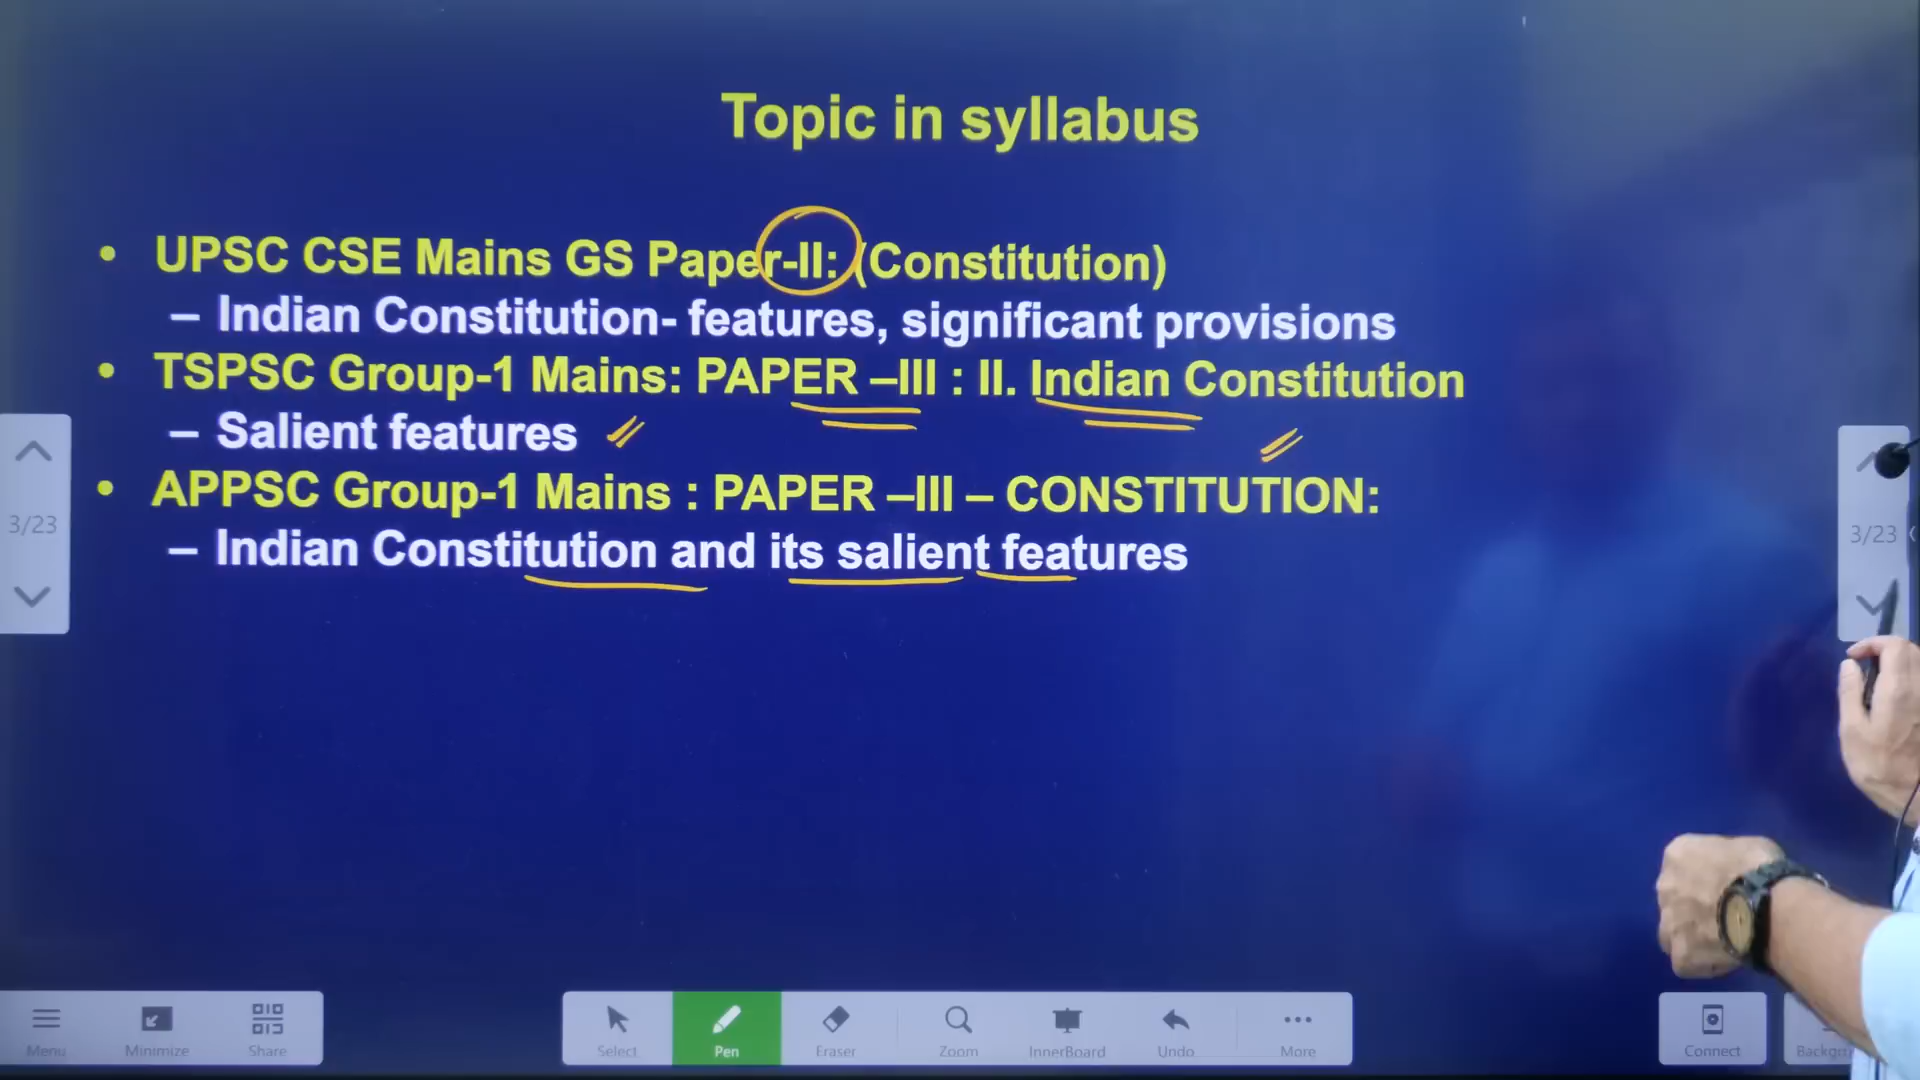 Topic in syllabus
• UPSC CSE Mains GS Paper-II: (Constitution)
– Indian Constitution- features, significant provisions
• TSPSC Group-1 Mains: PAPER –III : II. Indian Constitution
– Salient features
• APPSC Group-1 Mains : PAPER –III – CONSTITUTION:
– Indian Constitution and its salient features
3/23
3/23
Menu Minimize Share
Select Pen Eraser Zoom InnerBoard Undo More
Connect